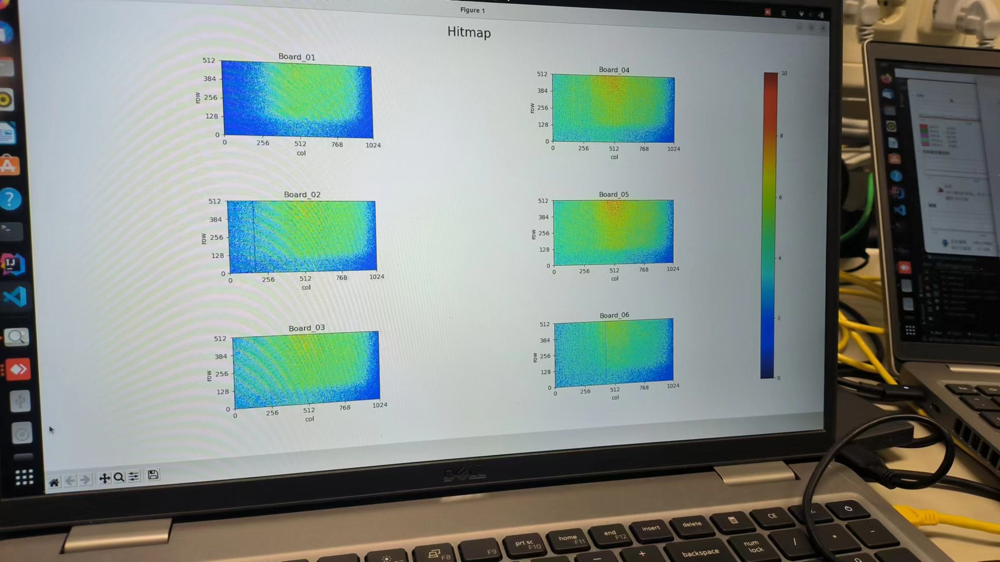 Figure 1
英
Hitmap
Board_01
512
384
256
128
0
row
0 256 512 768 1024
col
Board_04
512
384
256
128
0
row
0 256 512 768 1024
col
Board_02
512
384
256
128
0
row
0 256 512 768 1024
col
Board_05
512
384
256
128
0
row
0 256 512 768 1024
col
Board_03
512
384
256
128
0
row
0 256 512 768 1024
col
Board_06
512
384
256
128
0
row
0 256 512 768 1024
col
10
8
6
4
2
0
IJ
DELL
F8
F9
prt sc
F10
home
F11
end
F12
insert
delete
CE
backspace
num
lock
+
/
*
-